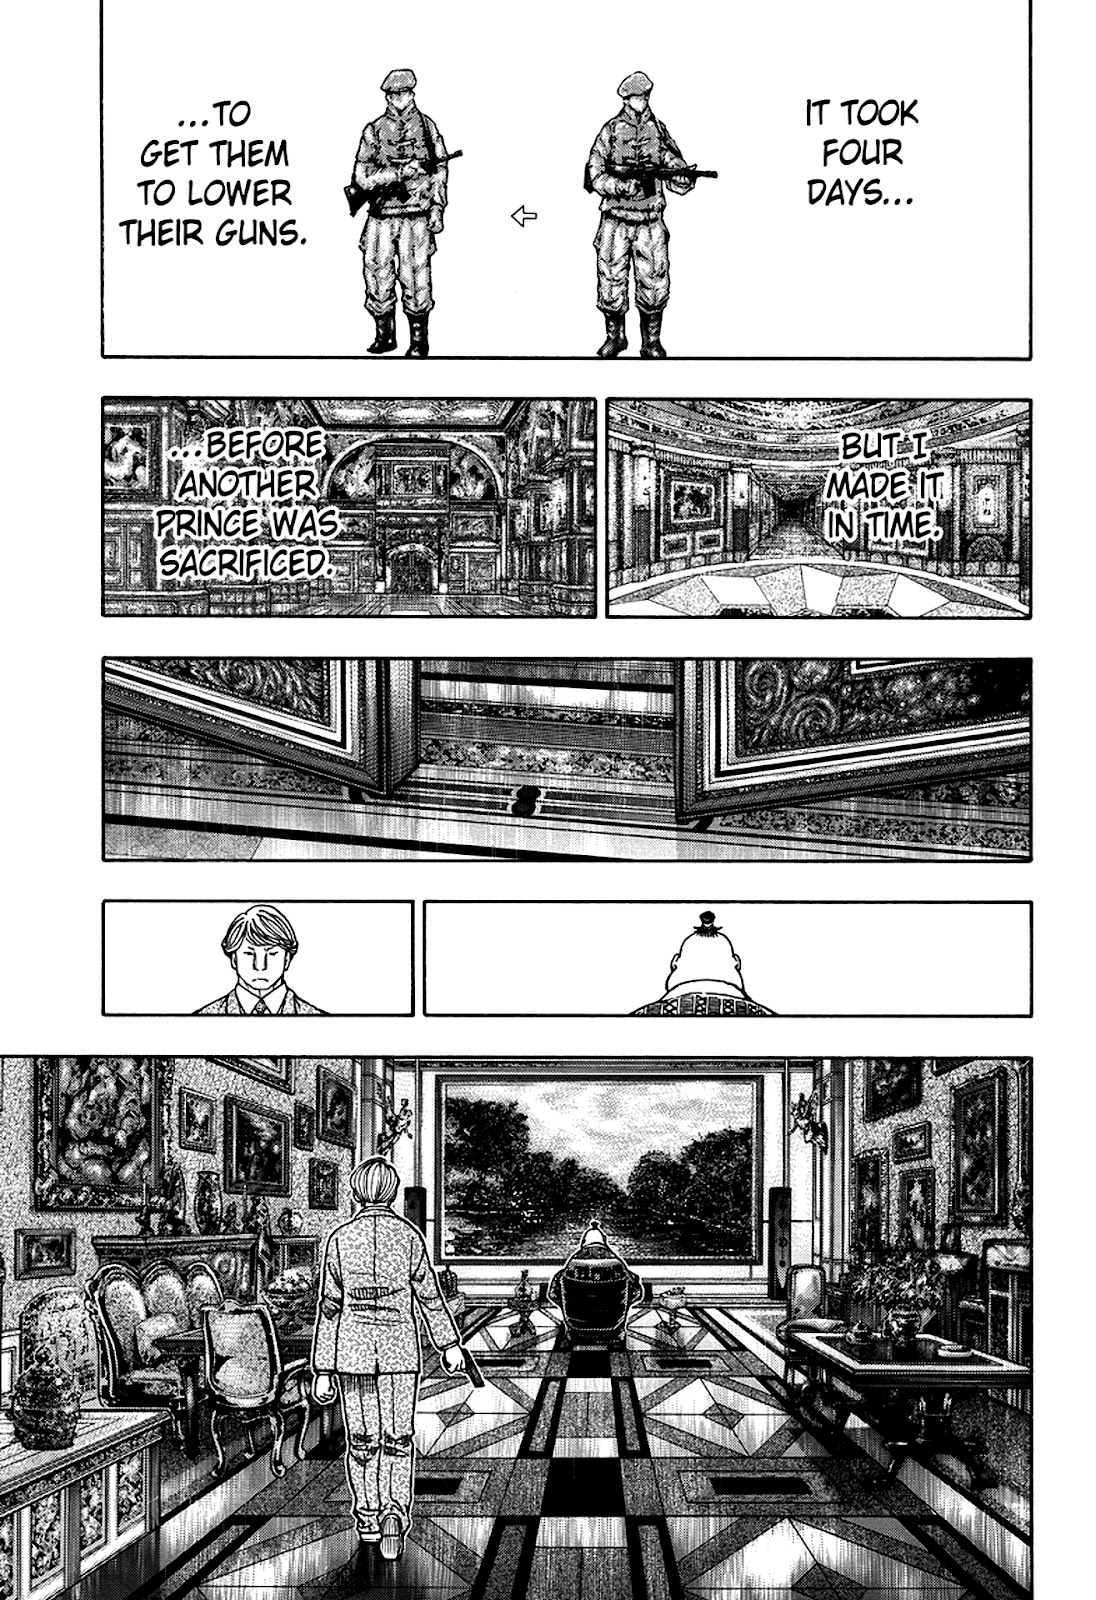 IT TOOK
FOUR
DAYS...
...TO
GET THEM
TO LOWER
THEIR GUNS.
BUT I
MADE IT
IN TIME.
...BEFORE
ANOTHER
PRINCE WAS
SACRIFICED.